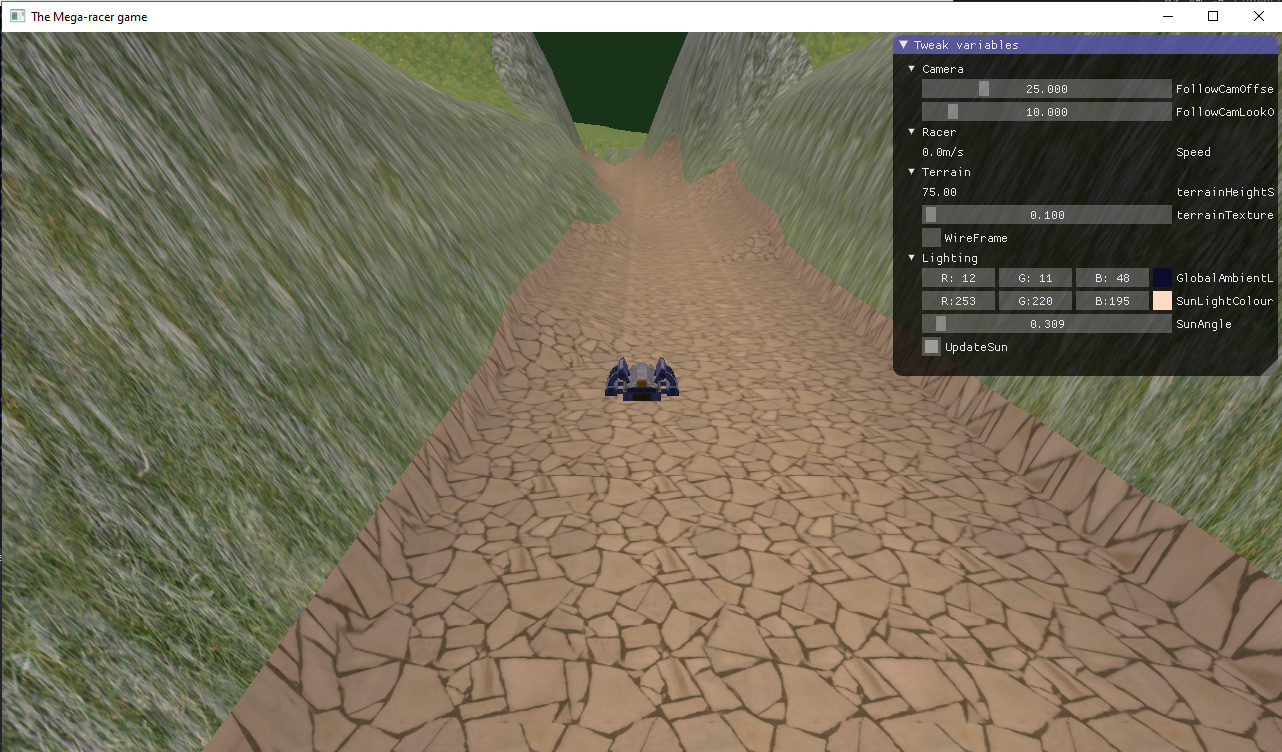 The Mega-racer game
Tweak variables
Camera
25.000 FollowCamOffse
10.000 FollowCamLookO
Racer
0.0m/s Speed
Terrain
75.00 terrainHeightS
0.100 terrainTexture
WireFrame
Lighting
R: 12 G: 11 B: 48 GlobalAmbientL
R:253 G:220 B:195 SunLightColour
0.309 SunAngle
UpdateSun